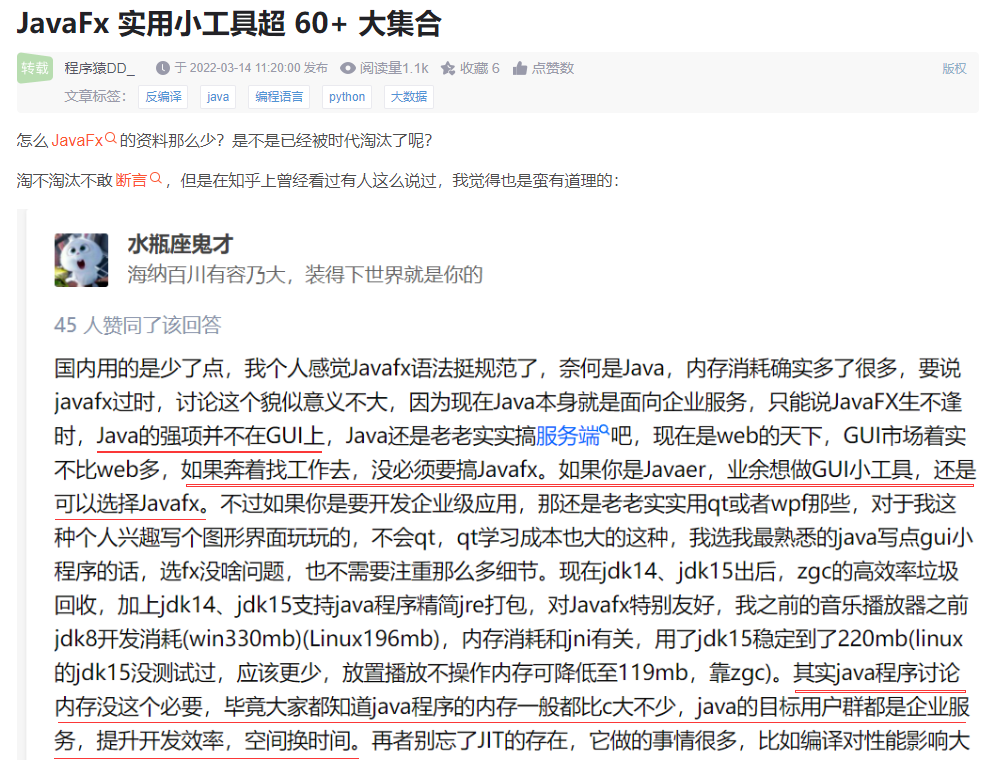 JavaFx 实用小工具超 60+ 大集合
转载 程序猿DD_ 于 2022-03-14 11:20:00 发布 阅读量1.1k 收藏 6 点赞数 版权
文章标签： 反编译 java 编程语言 python 大数据
怎么 JavaFx 的资料那么少？是不是已经被时代淘汰了呢？
淘不淘汰不敢 断言 ，但是在知乎上曾经看过有人这么说过，我觉得也是蛮有道理的：
水瓶座鬼才
海纳百川有容乃大，装得下世界就是你的
45 人赞同了该回答
国内用的是少了点，我个人感觉Javafx语法挺规范了，奈何是Java，内存消耗确实多了很多，要说
javafx过时，讨论这个貌似意义不大，因为现在Java本身就是面向企业服务，只能说JavaFX生不逢
时，Java的强项并不在GUI上，Java还是老老实实搞服务端吧，现在是web的天下，GUI市场着实
不比web多，如果奔着找工作去，没必须要搞Javafx。如果你是Javaer，业余想做GUI小工具，还是
可以选择Javafx。不过如果你是要开发企业级应用，那还是老老实实用qt或者wpf那些，对于我这
种个人兴趣写个图形界面玩玩的，不会qt，qt学习成本也大的这种，我选我最熟悉的java写点gui小
程序的话，选fx没啥问题，也不需要注重那么多细节。现在jdk14、jdk15出后，zgc的高效率垃圾
回收，加上jdk14、jdk15支持java程序精简jre打包，对Javafx特别友好，我之前的音乐播放器之前
jdk8开发消耗(win330mb)(Linux196mb)，内存消耗和jni有关，用了jdk15稳定到了220mb(linux
的jdk15没测试过，应该更少，放置播放不操作内存可降低至119mb，靠zgc)。其实java程序讨论
内存没这个必要，毕竟大家都知道java程序的内存一般都比c大不少，java的目标用户群都是企业服
务，提升开发效率，空间换时间。再者别忘了JIT的存在，它做的事情很多，比如编译对性能影响大